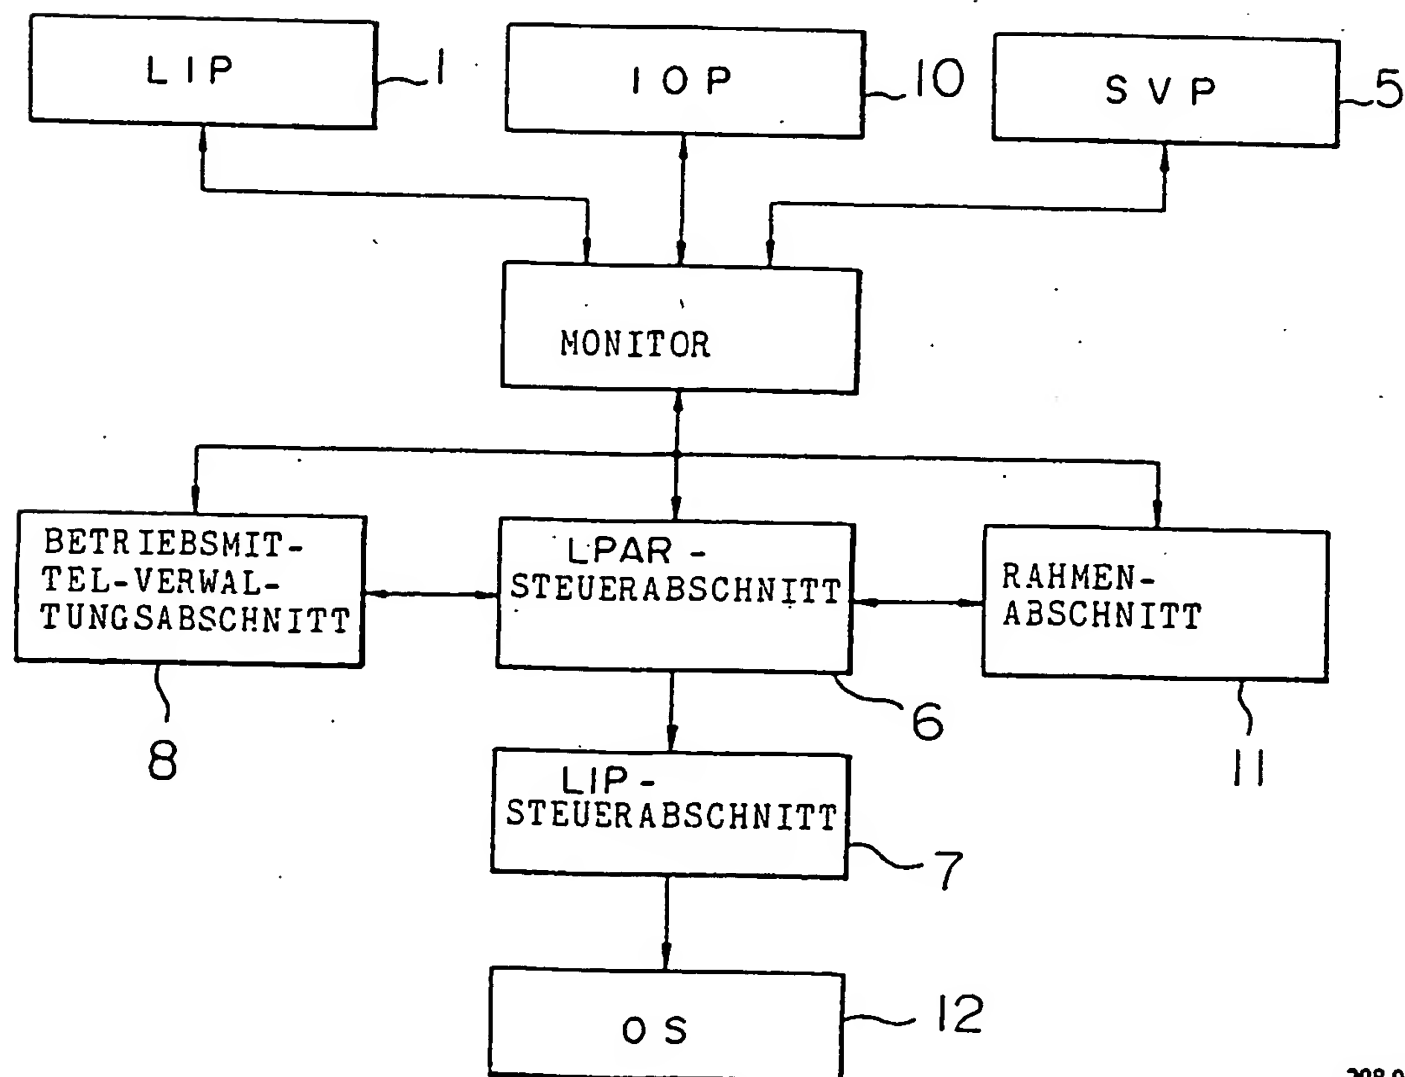 LIP
1
IOP
10
SVP
5
MONITOR
BETRIEBSMIT-
TEL-VERWAL-
TUNGSABSCHNITT
8
LPAR-
STEUERABSCHNITT
6
RAHMEN-
ABSCHNITT
11
LIP-
STEUERABSCHNITT
7
OS
12